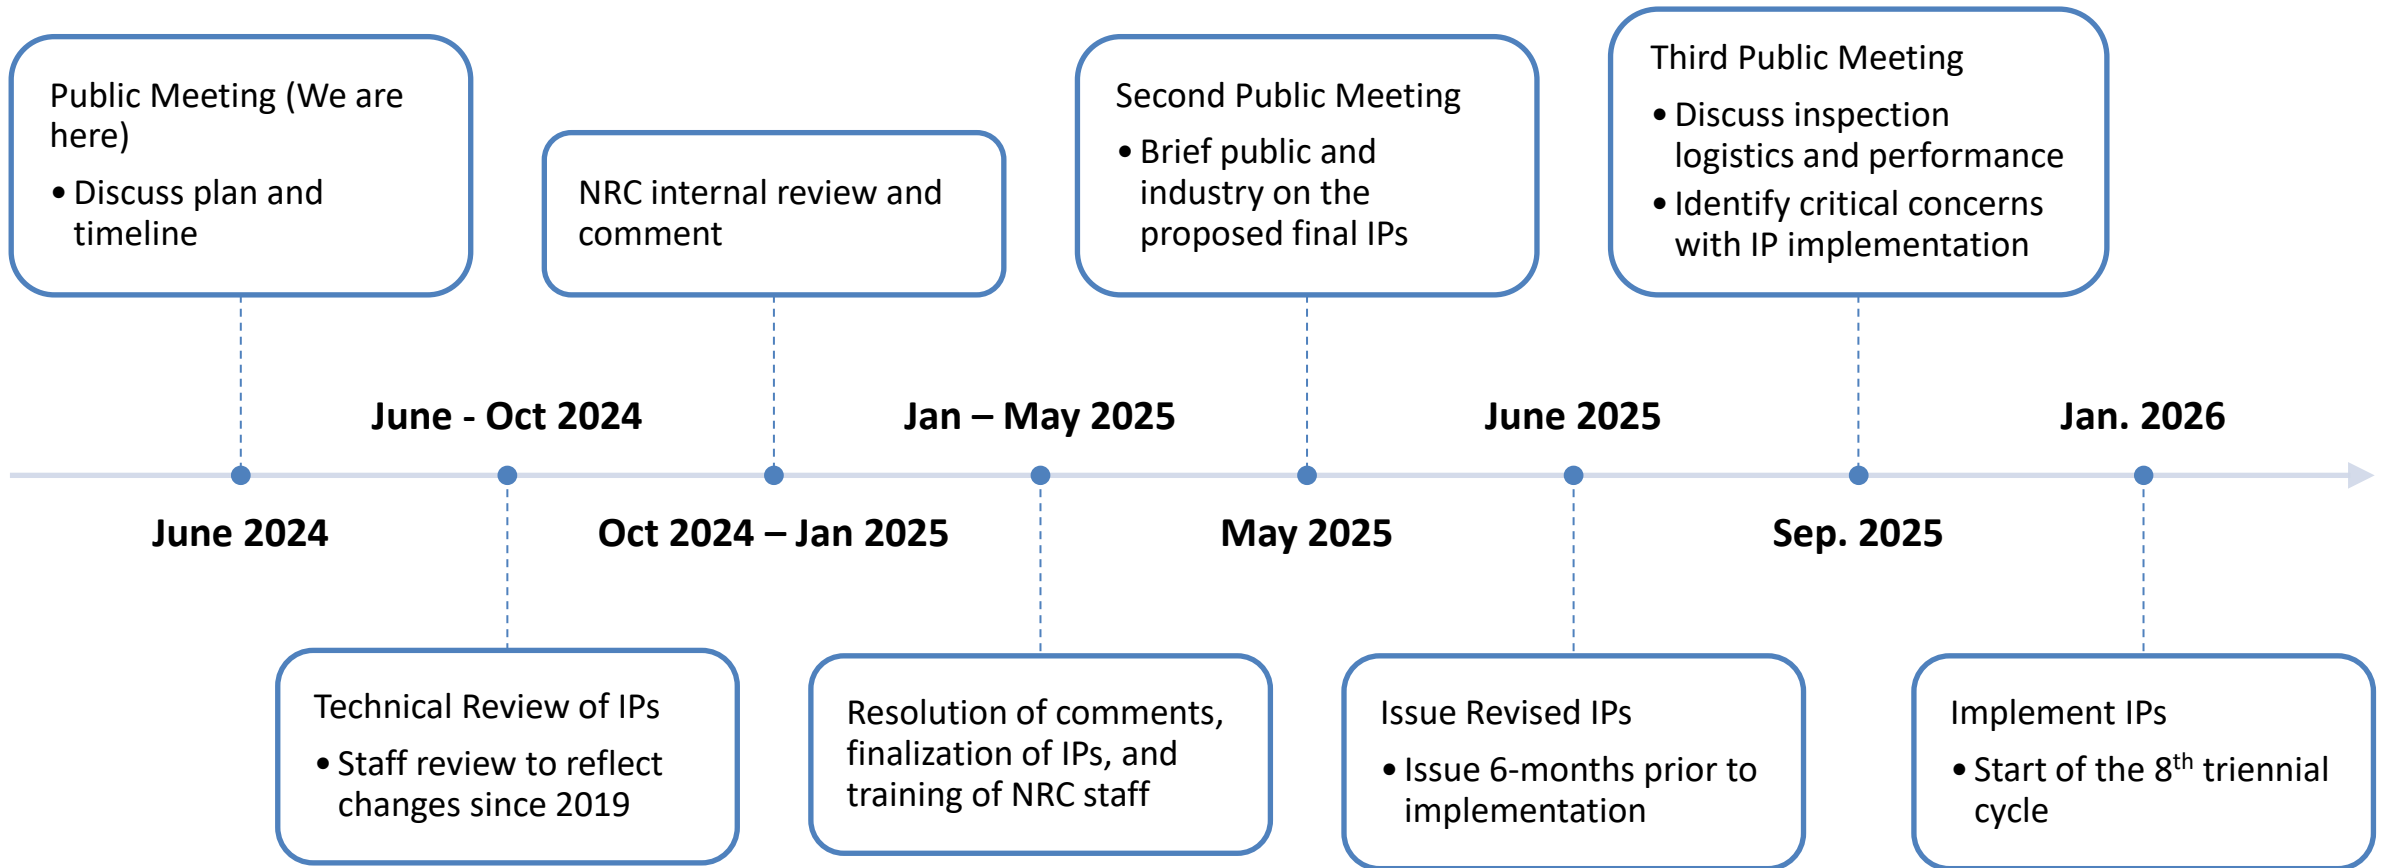 Public Meeting (We are
here)
• Discuss plan and
timeline
NRC internal review and
comment
Second Public Meeting
• Brief public and
industry on the
proposed final IPs
Third Public Meeting
• Discuss inspection
logistics and performance
• Identify critical concerns
with IP implementation
June - Oct 2024
Jan – May 2025
June 2025
Jan. 2026
June 2024
Oct 2024 – Jan 2025
May 2025
Sep. 2025
Technical Review of IPs
• Staff review to reflect
changes since 2019
Resolution of comments,
finalization of IPs, and
training of NRC staff
Issue Revised IPs
• Issue 6-months prior to
implementation
Implement IPs
• Start of the 8th triennial
cycle